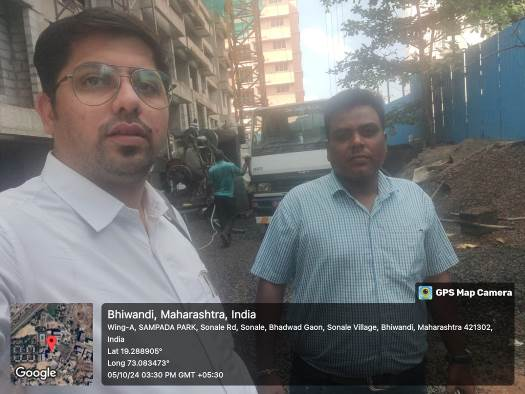 GPS Map Camera
Bhiwandi, Maharashtra, India
Wing-A, SAMPADA PARK, Sonale Rd, Sonale, Bhadwad Gaon, Sonale Village, Bhiwandi, Maharashtra 421302,
India
Lat 19.288905°
Long 73.083473°
05/10/24 03:30 PM GMT +05:30
Google